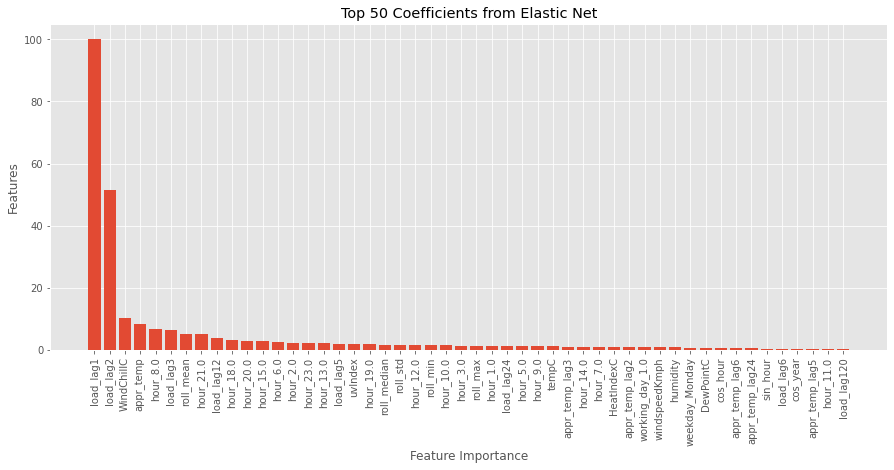 Top 50 Coefficients from Elastic Net
100
80
60
40
20
0
Features
load_lag1
load_lag2
WindChillC
appr_temp
hour_8.0
load_lag3
roll_mean
hour_21.0
load_lag12
hour_18.0
hour_20.0
hour_15.0
hour_6.0
hour_2.0
hour_23.0
hour_13.0
load_lag5
uvIndex
hour_19.0
roll_median
roll_std
hour_12.0
roll_min
hour_10.0
hour_3.0
roll_max
hour_1.0
load_lag24
hour_5.0
hour_9.0
tempC
appr_temp_lag3
hour_14.0
hour_7.0
HeatIndexC
appr_temp_lag2
working_day_1.0
windspeedKmph
humidity
weekday_Monday
DewPointC
cos_hour
appr_temp_lag6
appr_temp_lag24
sin_hour
load_lag6
cos_year
appr_temp_lag5
hour_11.0
load_lag120
Feature Importance